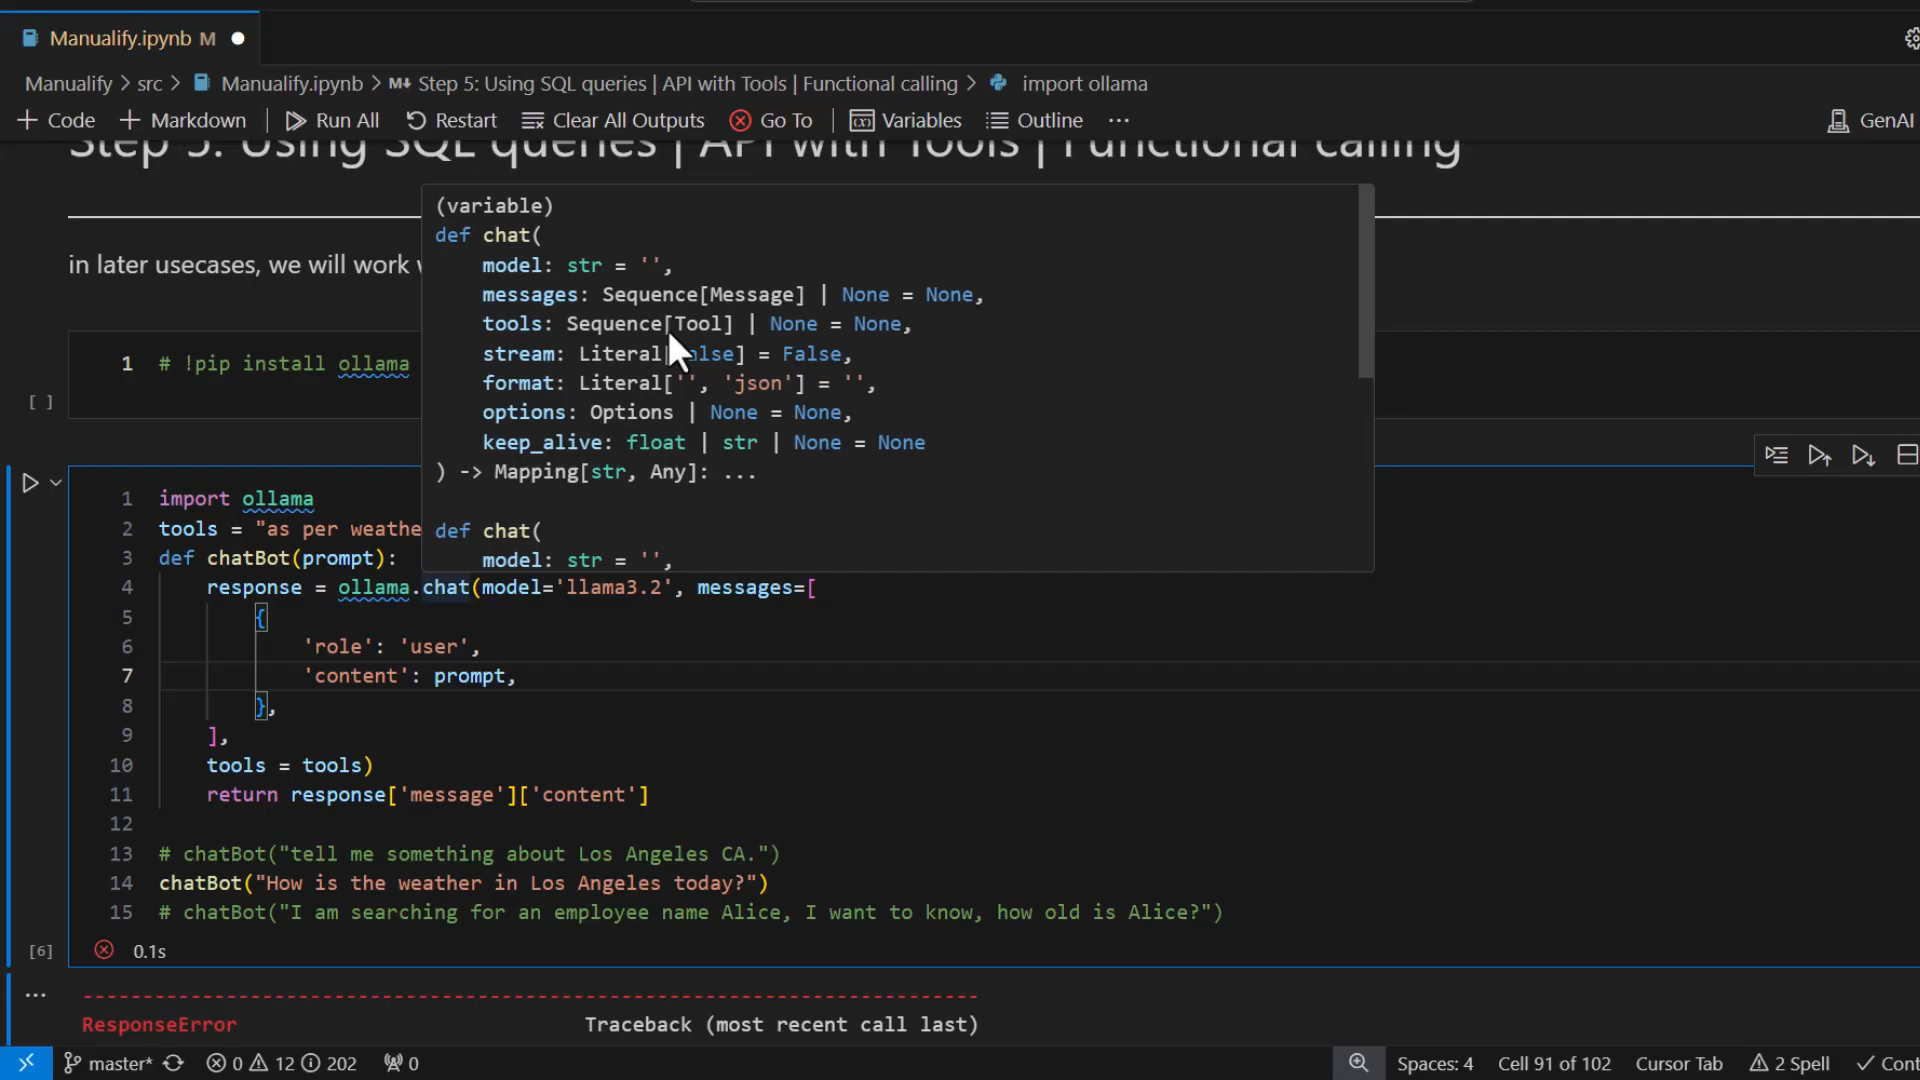 Manualify.ipynb M
Manualify > src > Manualify.ipynb > M↓ Step 5: Using SQL queries | API with Tools | Functional calling > import ollama
+ Code + Markdown | Run All Restart Clear All Outputs Go To | Variables Outline ... GenAI
Step 5: Using SQL queries | API with Tools | Functional calling
in later usecases, we will work
(variable)
def chat(
model: str = '',
messages: Sequence[Message] | None = None,
tools: Sequence[Tool] | None = None,
stream: Literal[False] = False,
format: Literal['', 'json'] = '',
options: Options | None = None,
keep_alive: float | str | None = None
) -> Mapping[str, Any]: ...
def chat(
model: str = '',
1 # !pip install ollama
[ ]
1 import ollama
2 tools = "as per weathe
3 def chatBot(prompt):
4 response = ollama.chat(model='llama3.2', messages=[
5 {
6 'role': 'user',
7 'content': prompt,
8 },
9 ],
10 tools = tools)
11 return response['message']['content']
12
13 # chatBot("tell me something about Los Angeles CA.")
14 chatBot("How is the weather in Los Angeles today?")
15 # chatBot("I am searching for an employee name Alice, I want to know, how old is Alice?")
[6] 0.1s
... ---------------------------------------------------------------------------
ResponseError Traceback (most recent call last)
master* 0 12 202 0 Spaces: 4 Cell 91 of 102 Cursor Tab 2 Spell Cont